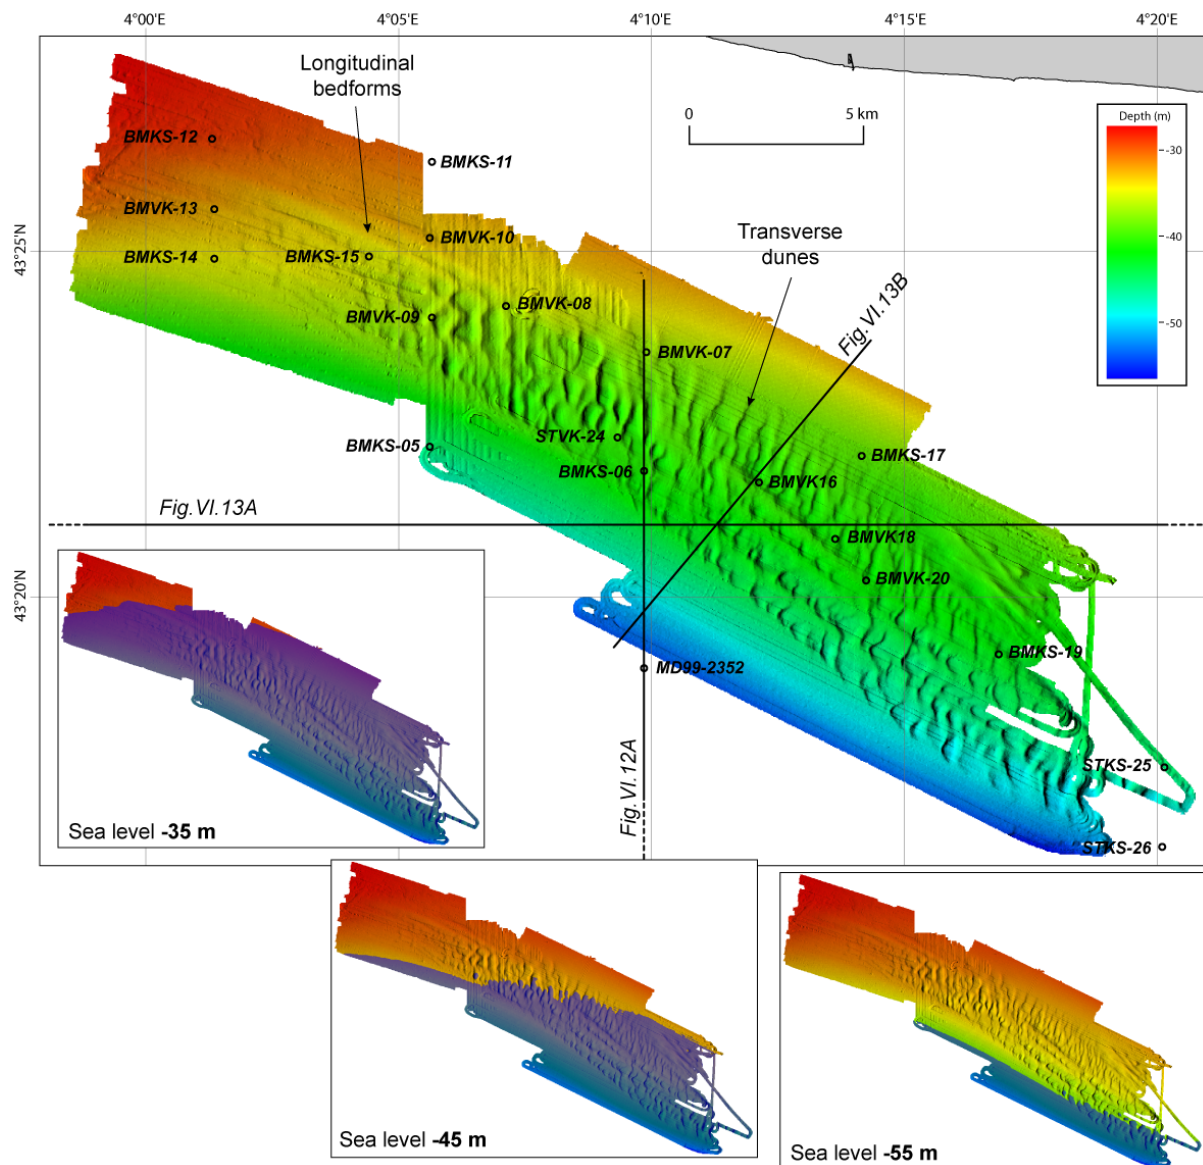 4°00'E
4°05'E
4°10'E
4°15'E
4°20'E
Longitudinal
bedforms
0
5 km
Depth (m)
-30
-40
-50
BMKS-12
BMKS-11
BMVK-13
BMVK-10
43°25'N
BMKS-14
BMKS-15
Transverse
dunes
Fig.VI.13B
BMVK-09
BMVK-08
BMVK-07
BMKS-05
STVK-24
BMKS-06
BMKS-17
BMVK16
Fig.VI.13A
BMVK18
BMVK-20
43°20'N
BMKS-19
MD99-2352
Fig.VI.12A
STKS-25
STKS-26
Sea level -35 m
Sea level -45 m
Sea level -55 m